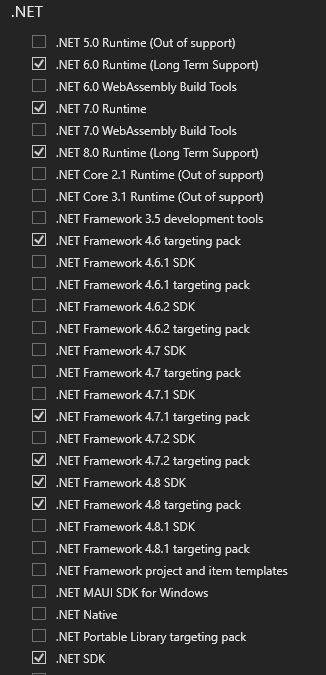 .NET
.NET 5.0 Runtime (Out of support)
.NET 6.0 Runtime (Long Term Support)
.NET 6.0 WebAssembly Build Tools
.NET 7.0 Runtime
.NET 7.0 WebAssembly Build Tools
.NET 8.0 Runtime (Long Term Support)
.NET Core 2.1 Runtime (Out of support)
.NET Core 3.1 Runtime (Out of support)
.NET Framework 3.5 development tools
.NET Framework 4.6 targeting pack
.NET Framework 4.6.1 SDK
.NET Framework 4.6.1 targeting pack
.NET Framework 4.6.2 SDK
.NET Framework 4.6.2 targeting pack
.NET Framework 4.7 SDK
.NET Framework 4.7 targeting pack
.NET Framework 4.7.1 SDK
.NET Framework 4.7.1 targeting pack
.NET Framework 4.7.2 SDK
.NET Framework 4.7.2 targeting pack
.NET Framework 4.8 SDK
.NET Framework 4.8 targeting pack
.NET Framework 4.8.1 SDK
.NET Framework 4.8.1 targeting pack
.NET Framework project and item templates
.NET MAUI SDK for Windows
.NET Native
.NET Portable Library targeting pack
.NET SDK